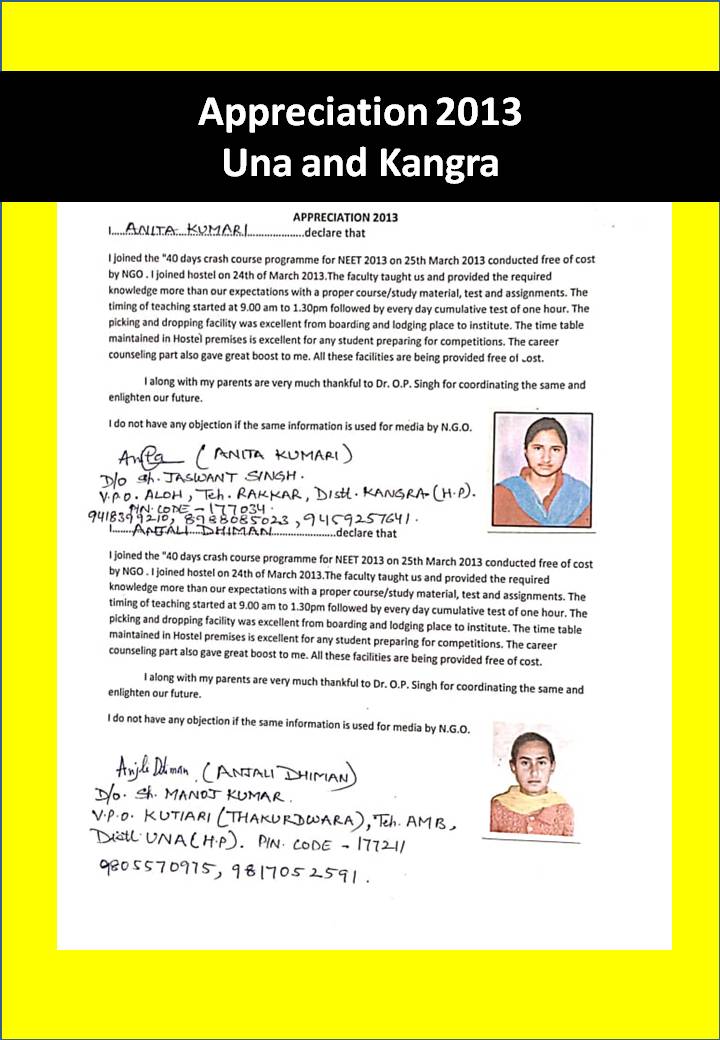 Appreciation 2013
Una and Kangra
APPRECIATION 2013
I.....ANITA KUMARI....................declare that
I joined the "40 days crash course programme for NEET 2013 on 25th March 2013 conducted free of cost
by NGO . I joined hostel on 24th of March 2013.The faculty taught us and provided the required
knowledge more than our expectations with a proper course/study material, test and assignments. The
timing of teaching started at 9.00 am to 1.30pm followed by every day cumulative test of one hour. The
picking and dropping facility was excellent from boarding and lodging place to institute. The time table
maintained in Hostel premises is excellent for any student preparing for competitions. The career
counseling part also gave great boost to me. All these facilities are being provided free of cost.
I along with my parents are very much thankful to Dr. O.P. Singh for coordinating the same and
enlighten our future.
I do not have any objection if the same information is used for media by N.G.O.
Anita (ANITA KUMARI)
D/o Sh. JASWANT SINGH.
V.P.O. ALOH, Teh. RAKKAR, Distt. KANGRA-(H.P).
PIN CODE - 177034.
9418399210, 8988085023, 9459257641.
I......ANJALI DHIMAN......................declare that
I joined the "40 days crash course programme for NEET 2013 on 25th March 2013 conducted free of cost
by NGO . I joined hostel on 24th of March 2013.The faculty taught us and provided the required
knowledge more than our expectations with a proper course/study material, test and assignments. The
timing of teaching started at 9.00 am to 1.30pm followed by every day cumulative test of one hour. The
picking and dropping facility was excellent from boarding and lodging place to institute. The time table
maintained in Hostel premises is excellent for any student preparing for competitions. The career
counseling part also gave great boost to me. All these facilities are being provided free of cost.
I along with my parents are very much thankful to Dr. O.P. Singh for coordinating the same and
enlighten our future.
I do not have any objection if the same information is used for media by N.G.O.
Anjli Dhiman. (ANJALI DHIMAN)
D/o. Sh. MANOJ KUMAR.
V.P.O. KUTIARI (THAKURDWARA), Teh. AMB,
Distt UNA (H.P). PIN. CODE - 177211
9805570975, 9817052591.